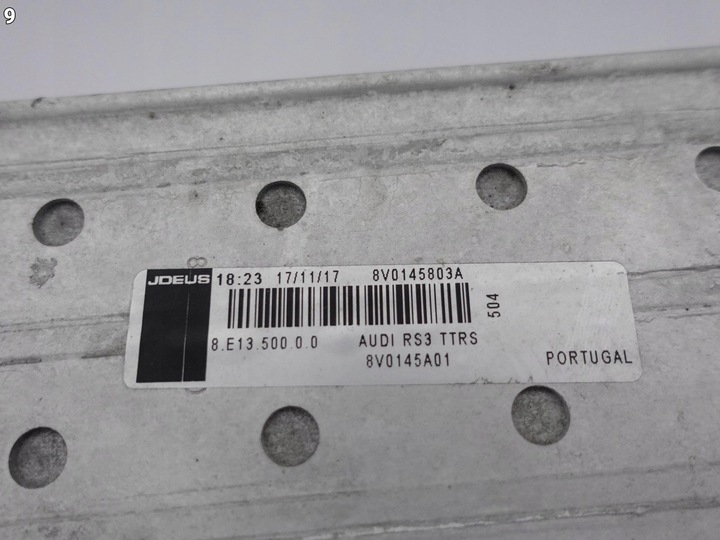 9
JDEUS 18:23 17/11/17 8V0145803A
504
8.E13.500.0.0 AUDI RS3 TTRS
8V0145A01 PORTUGAL